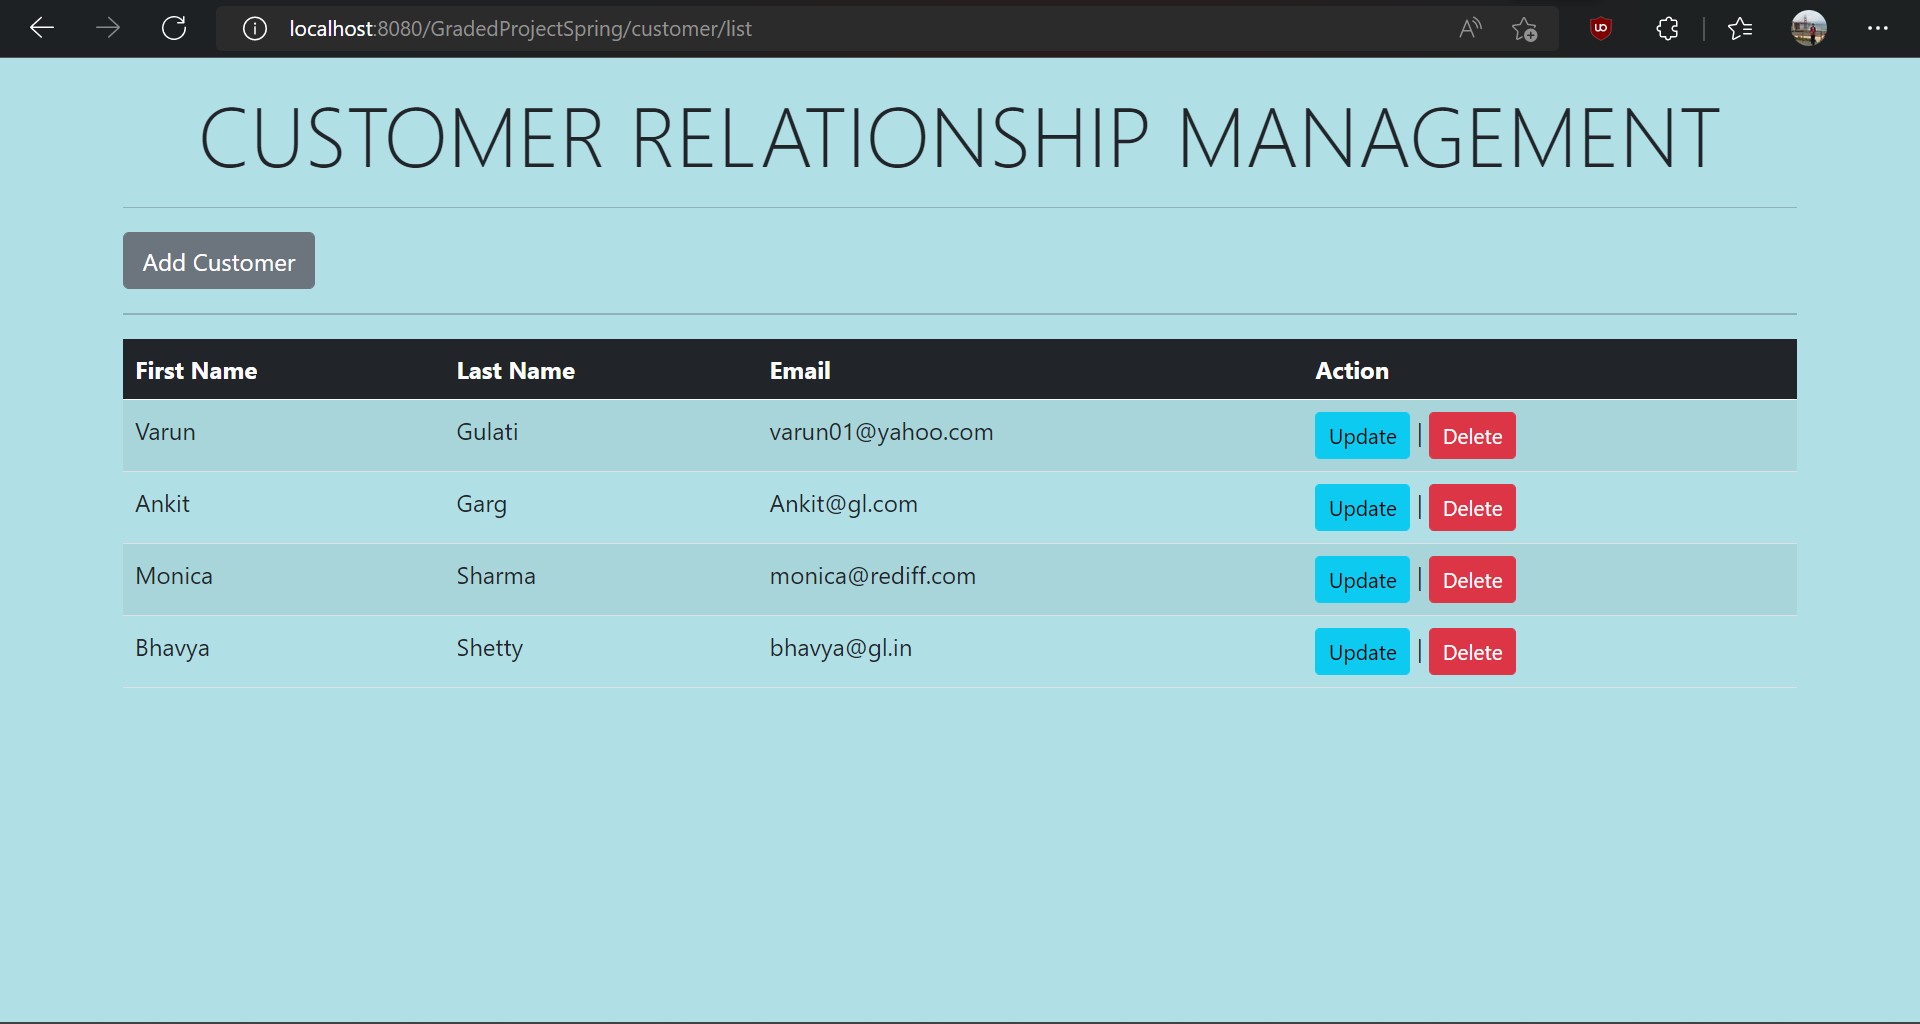 localhost:8080/GradedProjectSpring/customer/list
CUSTOMER RELATIONSHIP MANAGEMENT
Add Customer
First Name Last Name Email Action
Varun Gulati varun01@yahoo.com Update | Delete
Ankit Garg Ankit@gl.com Update | Delete
Monica Sharma monica@rediff.com Update | Delete
Bhavya Shetty bhavya@gl.in Update | Delete